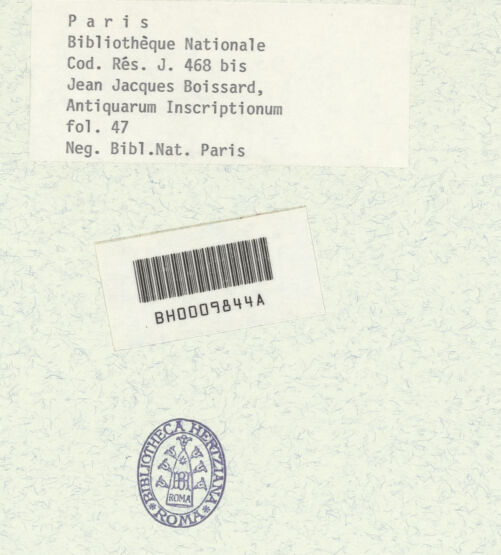 P a r i s
Bibliothèque Nationale
Cod. Rés. J. 468 bis
Jean Jacques Boissard,
Antiquarum Inscriptionum
fol. 47
Neg. Bibl.Nat. Paris
BH0009844A
BIBLIOTHECA HERTZIANA
ROMA
* ROMA *